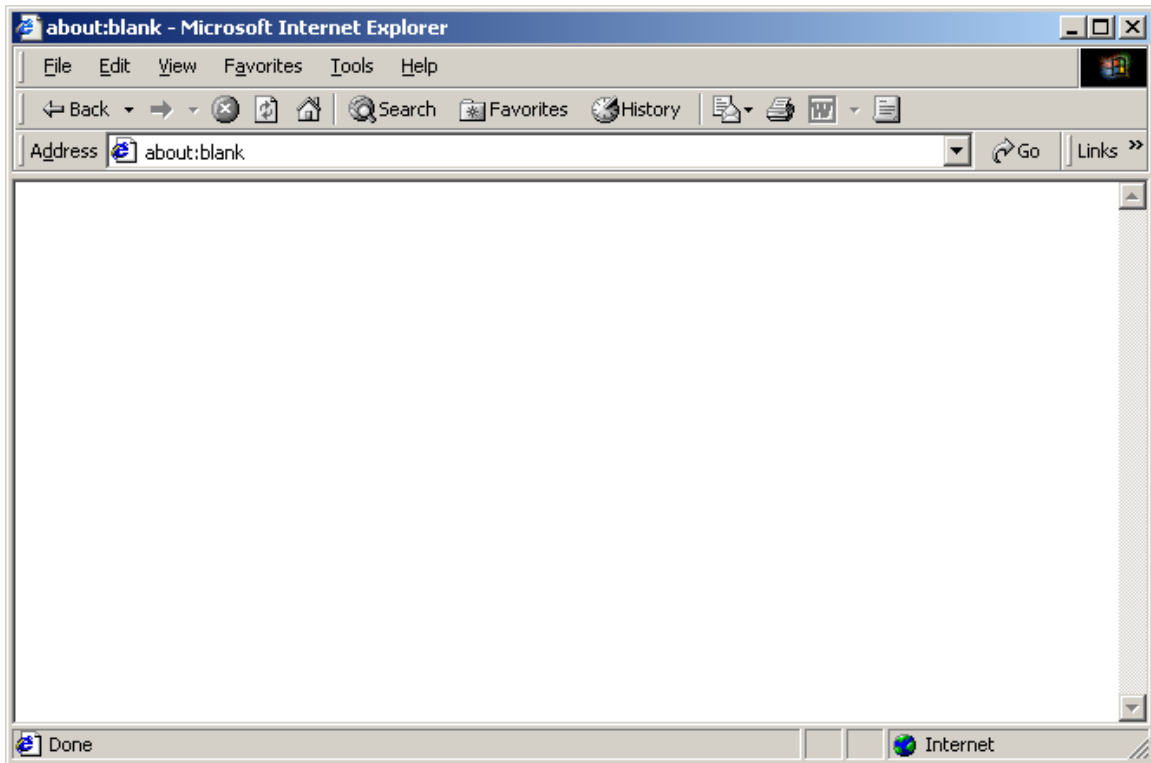 about:blank - Microsoft Internet Explorer
File Edit View Favorites Tools Help
Back Search Favorites History W
Address about:blank Go Links »
Done Internet